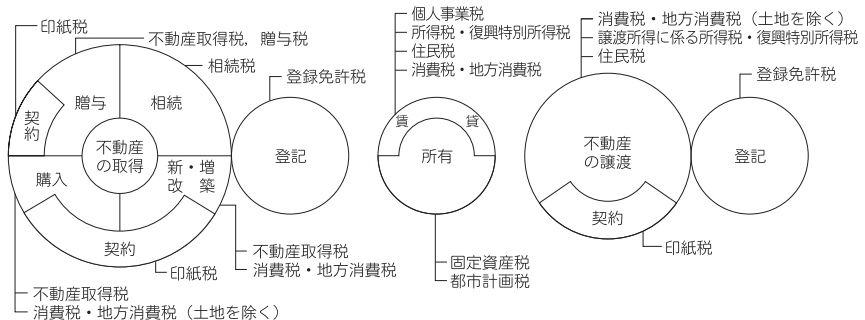 印紙税
不動産取得税，贈与税
相続税
契約
贈与
相続
不動産
の取得
購入
新・増
改　築
契約
印紙税
不動産取得税
消費税・地方消費税
不動産取得税
消費税・地方消費税（土地を除く）
登録免許税
登記
個人事業税
所得税・復興特別所得税
住民税
消費税・地方消費税
賃　貸
所有
固定資産税
都市計画税
消費税・地方消費税（土地を除く）
譲渡所得に係る所得税・復興特別所得税
住民税
不動産
の譲渡
契約
印紙税
登録免許税
登記